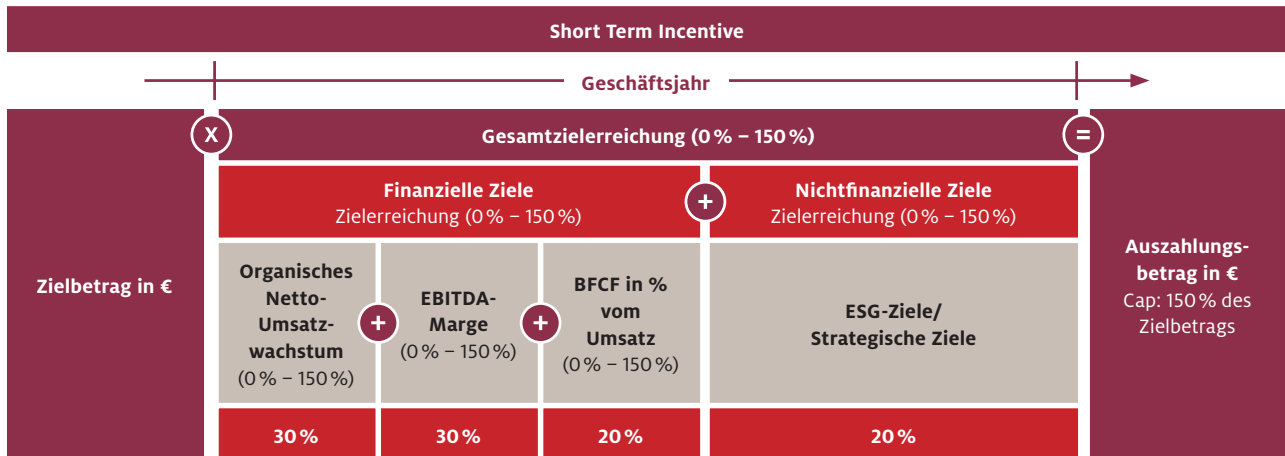 Short Term Incentive
Geschäftsjahr
X
Gesamtzielerreichung (0 % – 150 %)
=
Finanzielle Ziele
Zielerreichung (0 % – 150 %)
+
Nichtfinanzielle Ziele
Zielerreichung (0 % – 150 %)
Zielbetrag in €
Organisches
Netto-
Umsatz-
wachstum
(0 % – 150 %)
+
EBITDA-
Marge
(0 % – 150 %)
+
BFCF in %
vom
Umsatz
(0 % – 150 %)
ESG-Ziele/
Strategische Ziele
Auszahlungs-
betrag in €
Cap: 150 % des
Zielbetrags
30 %
30 %
20 %
20 %